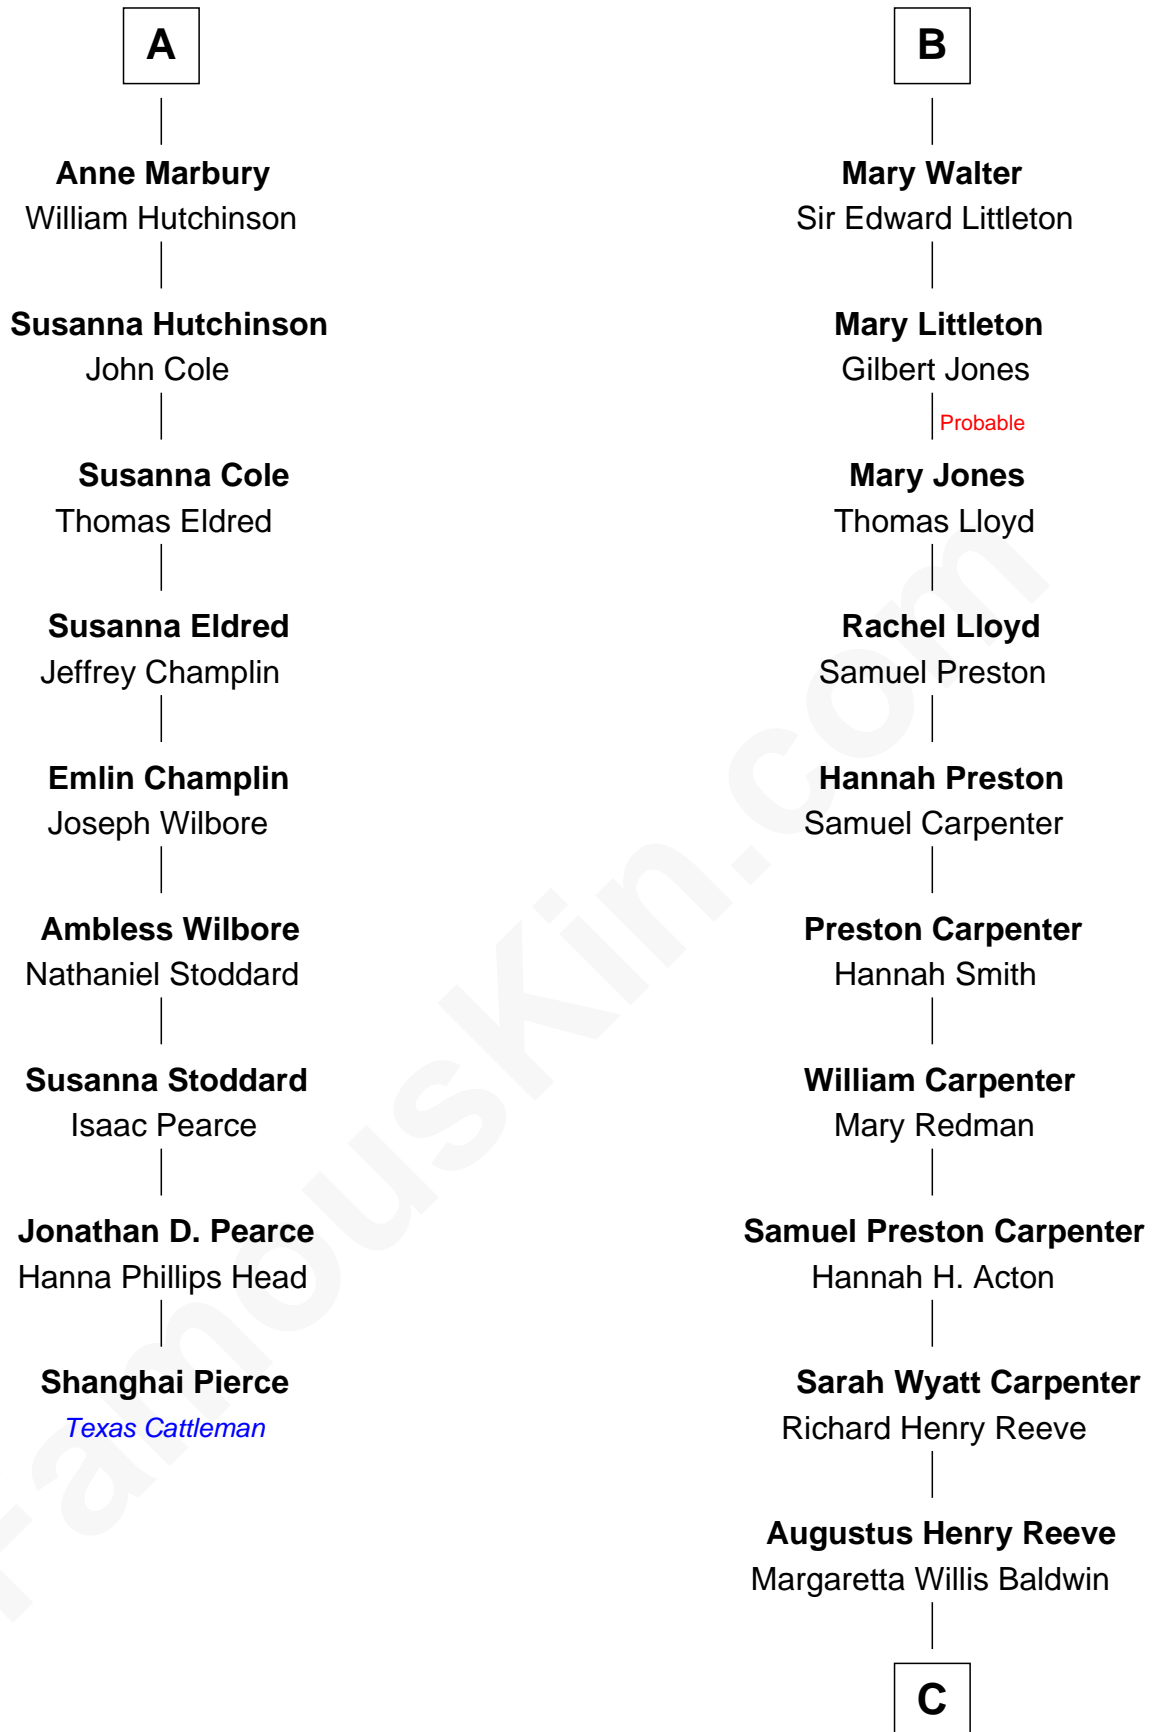 A
Anne Marbury
William Hutchinson
Susanna Hutchinson
John Cole
Susanna Cole
Thomas Eldred
Susanna Eldred
Jeffrey Champlin
Emlin Champlin
Joseph Wilbore
Ambless Wilbore
Nathaniel Stoddard
Susanna Stoddard
Isaac Pearce
Jonathan D. Pearce
Hanna Phillips Head
Shanghai Pierce
Texas Cattleman
B
Mary Walter
Sir Edward Littleton
Mary Littleton
Gilbert Jones
Probable
Mary Jones
Thomas Lloyd
Rachel Lloyd
Samuel Preston
Hannah Preston
Samuel Carpenter
Preston Carpenter
Hannah Smith
William Carpenter
Mary Redman
Samuel Preston Carpenter
Hannah H. Acton
Sarah Wyatt Carpenter
Richard Henry Reeve
Augustus Henry Reeve
Margaretta Willis Baldwin
C
FamousKin.com